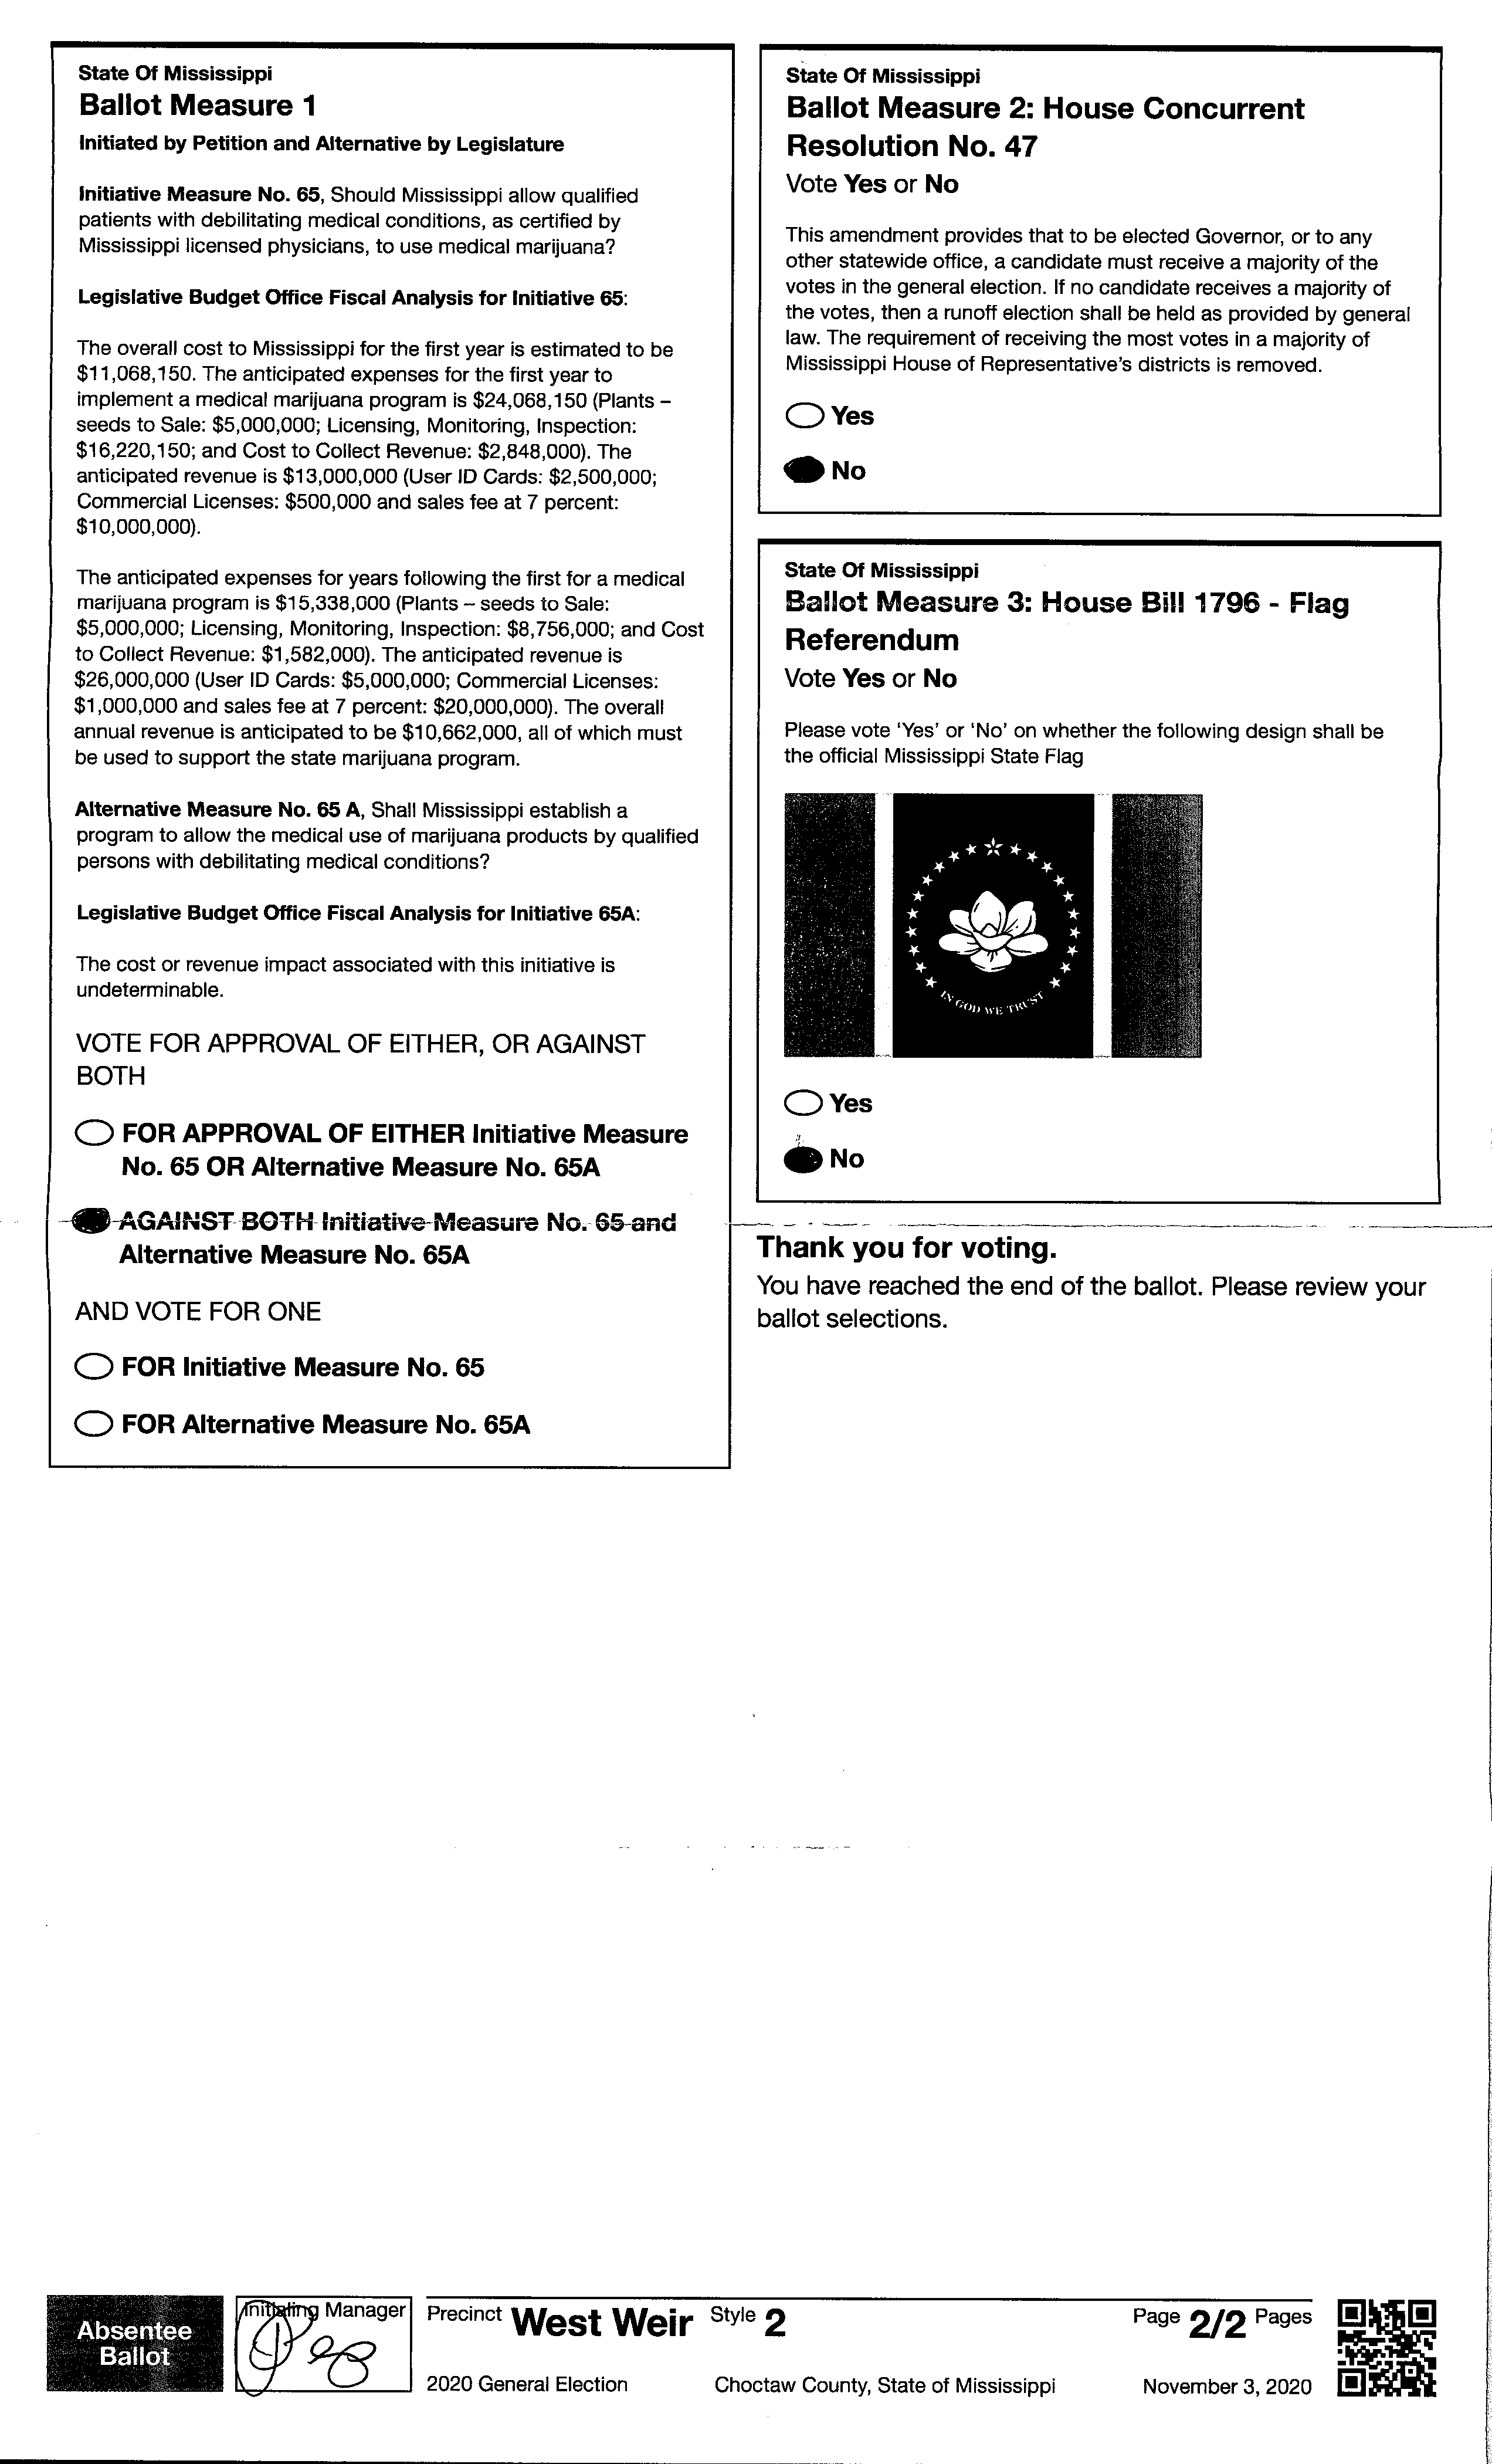 State Of Mississippi
Ballot Measure 1
Initiated by Petition and Alternative by Legislature
Initiative Measure No. 65, Should Mississippi allow qualified
patients with debilitating medical conditions, as certified by
Mississippi licensed physicians, to use medical marijuana?
Legislative Budget Office Fiscal Analysis for Initiative 65:
The overall cost to Mississippi for the first year is estimated to be
$11,068,150. The anticipated expenses for the first year to
implement a medical marijuana program is $24,068,150 (Plants –
seeds to Sale: $5,000,000; Licensing, Monitoring, Inspection:
$16,220,150; and Cost to Collect Revenue: $2,848,000). The
anticipated revenue is $13,000,000 (User ID Cards: $2,500,000;
Commercial Licenses: $500,000 and sales fee at 7 percent:
$10,000,000).
The anticipated expenses for years following the first for a medical
marijuana program is $15,338,000 (Plants – seeds to Sale:
$5,000,000; Licensing, Monitoring, Inspection: $8,756,000; and Cost
to Collect Revenue: $1,582,000). The anticipated revenue is
$26,000,000 (User ID Cards: $5,000,000; Commercial Licenses:
$1,000,000 and sales fee at 7 percent: $20,000,000). The overall
annual revenue is anticipated to be $10,662,000, all of which must
be used to support the state marijuana program.
Alternative Measure No. 65 A, Shall Mississippi establish a
program to allow the medical use of marijuana products by qualified
persons with debilitating medical conditions?
Legislative Budget Office Fiscal Analysis for Initiative 65A:
The cost or revenue impact associated with this initiative is
undeterminable.
VOTE FOR APPROVAL OF EITHER, OR AGAINST
BOTH
FOR APPROVAL OF EITHER Initiative Measure
No. 65 OR Alternative Measure No. 65A
AGAINST BOTH Initiative Measure No. 65 and
Alternative Measure No. 65A
AND VOTE FOR ONE
FOR Initiative Measure No. 65
FOR Alternative Measure No. 65A
State Of Mississippi
Ballot Measure 2: House Concurrent
Resolution No. 47
Vote Yes or No
This amendment provides that to be elected Governor, or to any
other statewide office, a candidate must receive a majority of the
votes in the general election. If no candidate receives a majority of
the votes, then a runoff election shall be held as provided by general
law. The requirement of receiving the most votes in a majority of
Mississippi House of Representative's districts is removed.
Yes
No
State Of Mississippi
Ballot Measure 3: House Bill 1796 - Flag
Referendum
Vote Yes or No
Please vote ‘Yes’ or ‘No’ on whether the following design shall be
the official Mississippi State Flag
IN GOD WE TRUST
Yes
No
Thank you for voting.
You have reached the end of the ballot. Please review your
ballot selections.
Absentee
Ballot
Initialing Manager
Precinct West Weir Style 2
Page 2/2 Pages
2020 General Election
Choctaw County, State of Mississippi
November 3, 2020